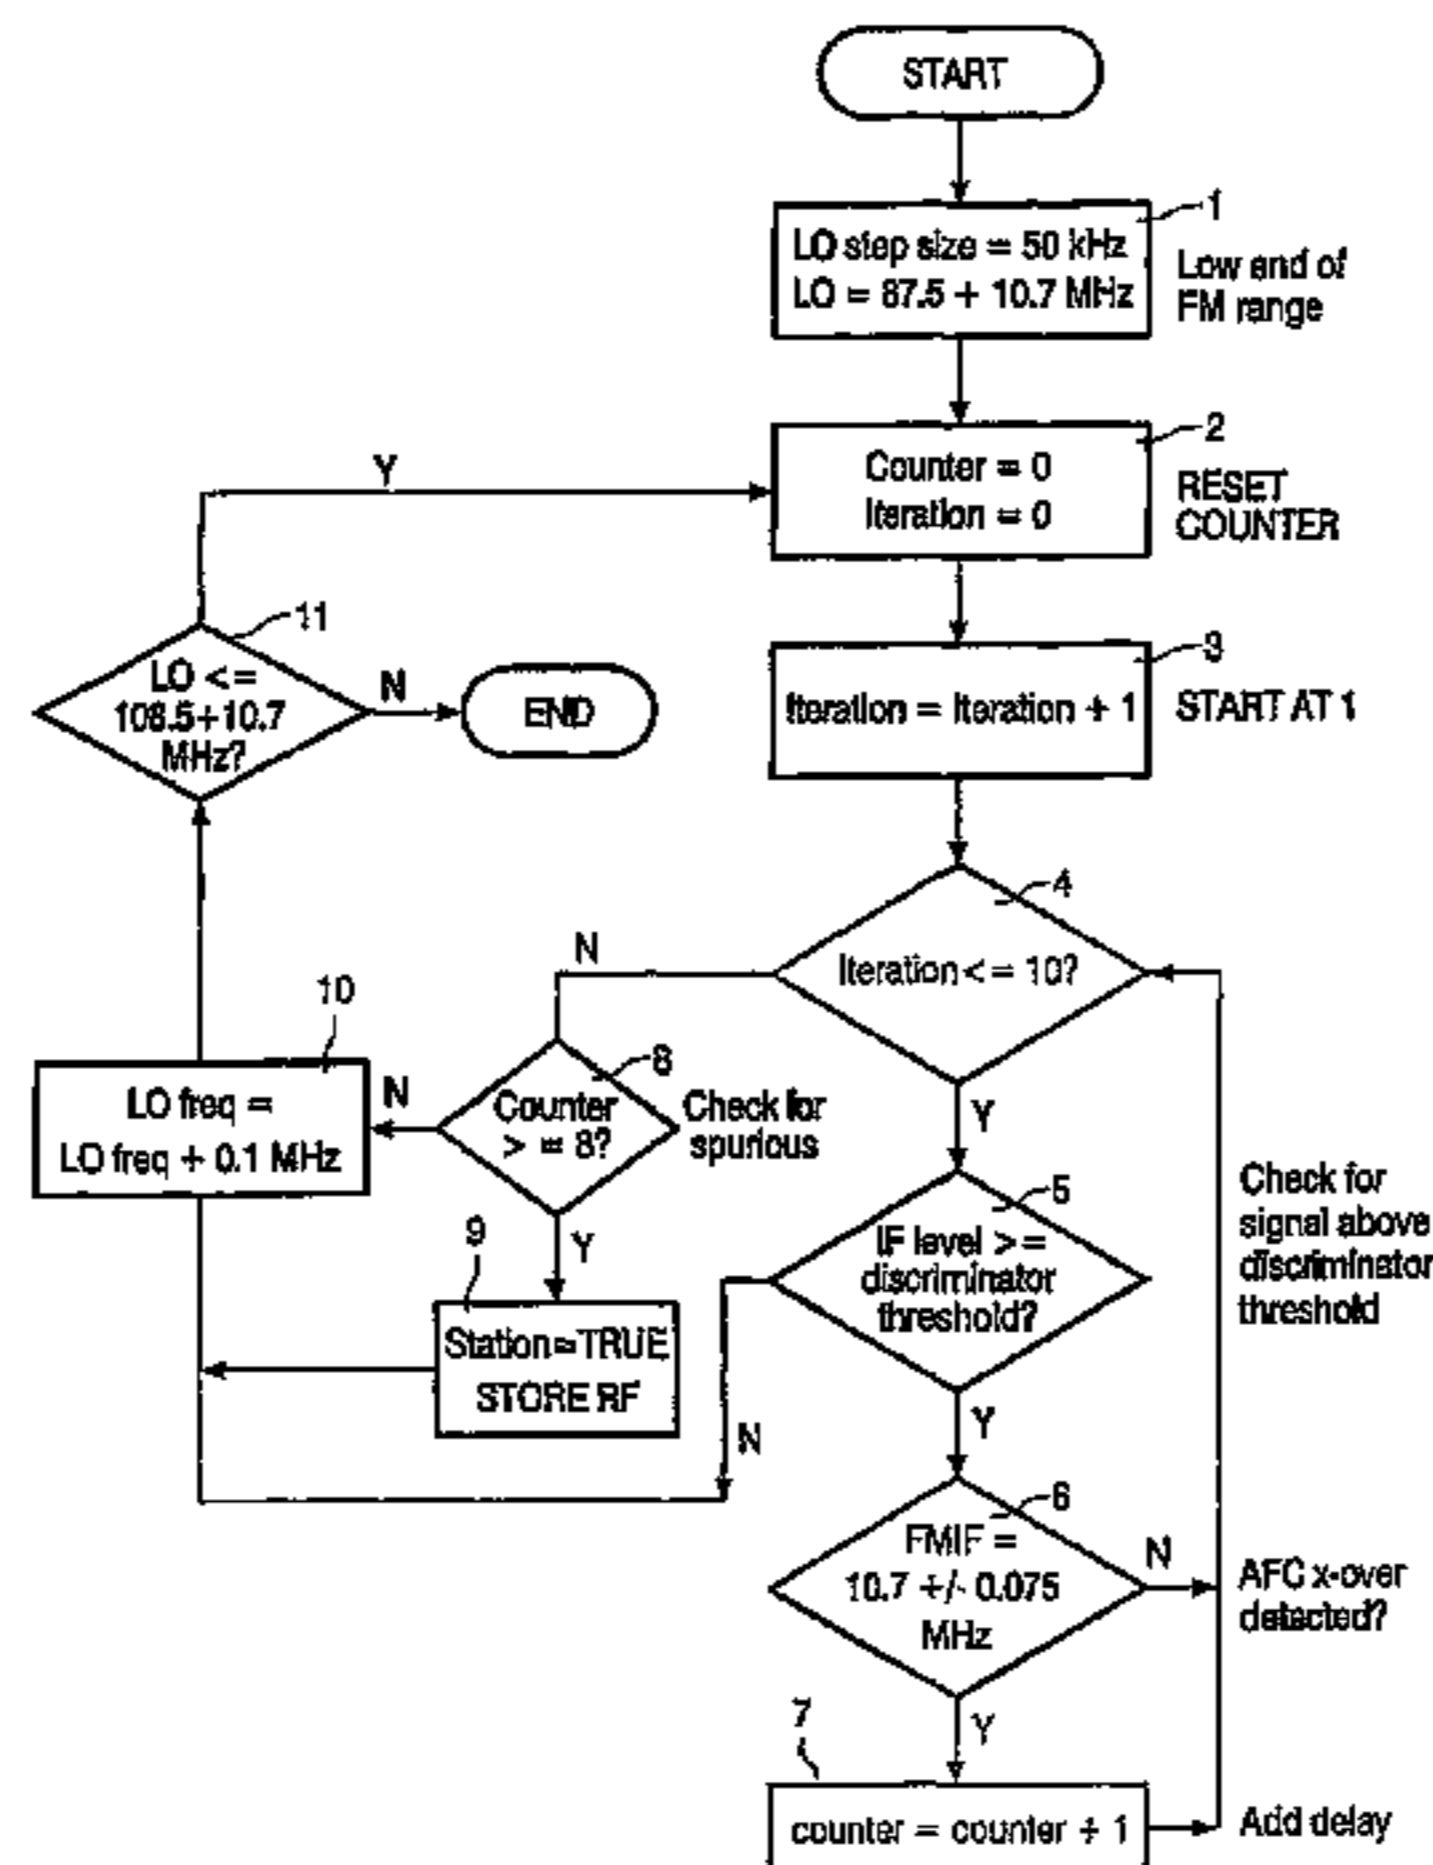 START
1
LO step size = 50 kHz
LO = 87.5 + 10.7 MHz
Low end of
FM range
2
Counter = 0
Iteration = 0
RESET
COUNTER
Y
3
Iteration = Iteration + 1
START AT 1
11
LO <=
108.5+10.7
MHz?
N
END
4
Iteration <= 10?
N
Y
10
LO freq =
LO freq + 0.1 MHz
N
8
Counter
> = 8?
Check for
spurious
Y
9
Station=TRUE
STORE RF
5
IF level >=
discriminator
threshold?
Check for
signal above
discriminator
threshold
N
Y
6
FMIF =
10.7 +/- 0.075
MHz
N
AFC x-over
detected?
Y
7
counter = counter + 1
Add delay